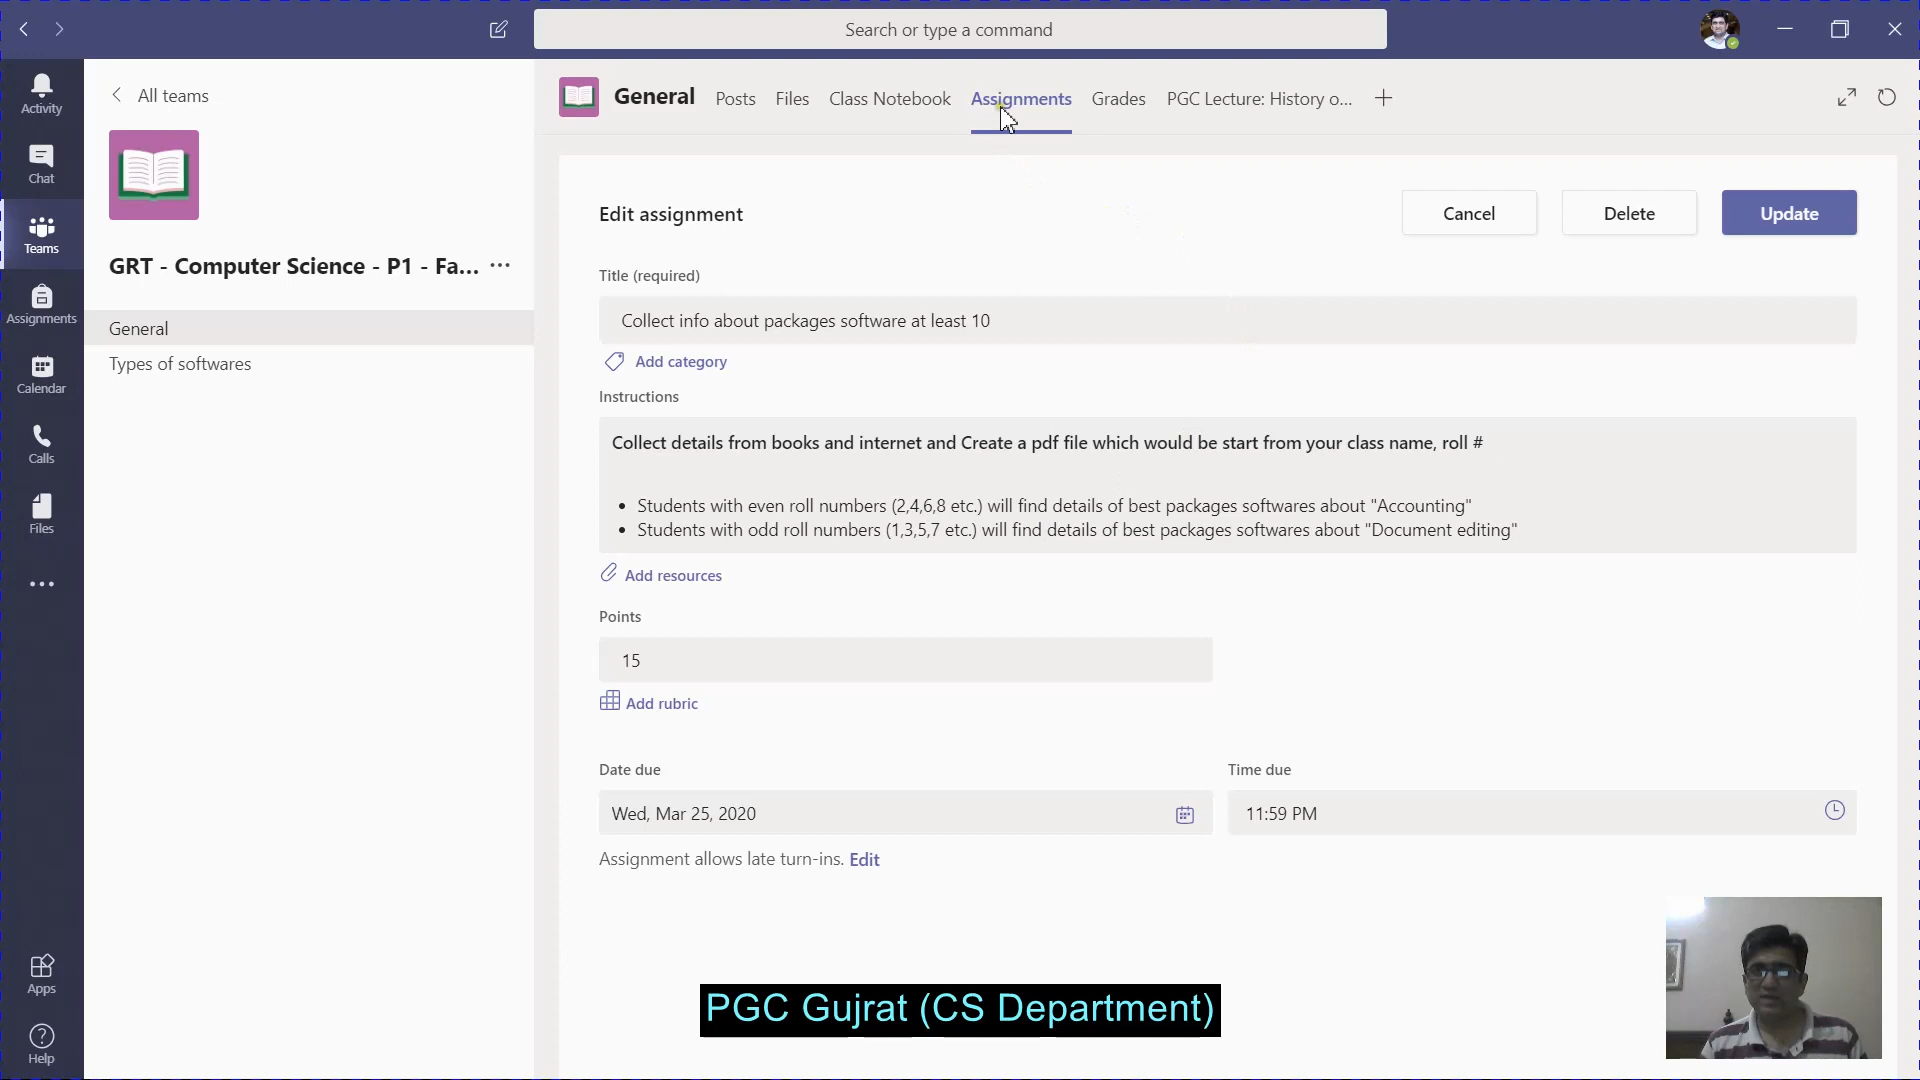 Search or type a command
Activity
Chat
Teams
Assignments
Calendar
Calls
Files
Apps
Help
All teams
GRT - Computer Science - P1 - Fa...
General
Types of softwares
General
Posts
Files
Class Notebook
Assignments
Grades
PGC Lecture: History o...
Edit assignment
Cancel
Delete
Update
Title (required)
Collect info about packages software at least 10
Add category
Instructions
Collect details from books and internet and Create a pdf file which would be start from your class name, roll #
• Students with even roll numbers (2,4,6,8 etc.) will find details of best packages softwares about "Accounting"
• Students with odd roll numbers (1,3,5,7 etc.) will find details of best packages softwares about "Document editing"
Add resources
Points
15
Add rubric
Date due
Time due
Wed, Mar 25, 2020
11:59 PM
Assignment allows late turn-ins. Edit
PGC Gujrat (CS Department)